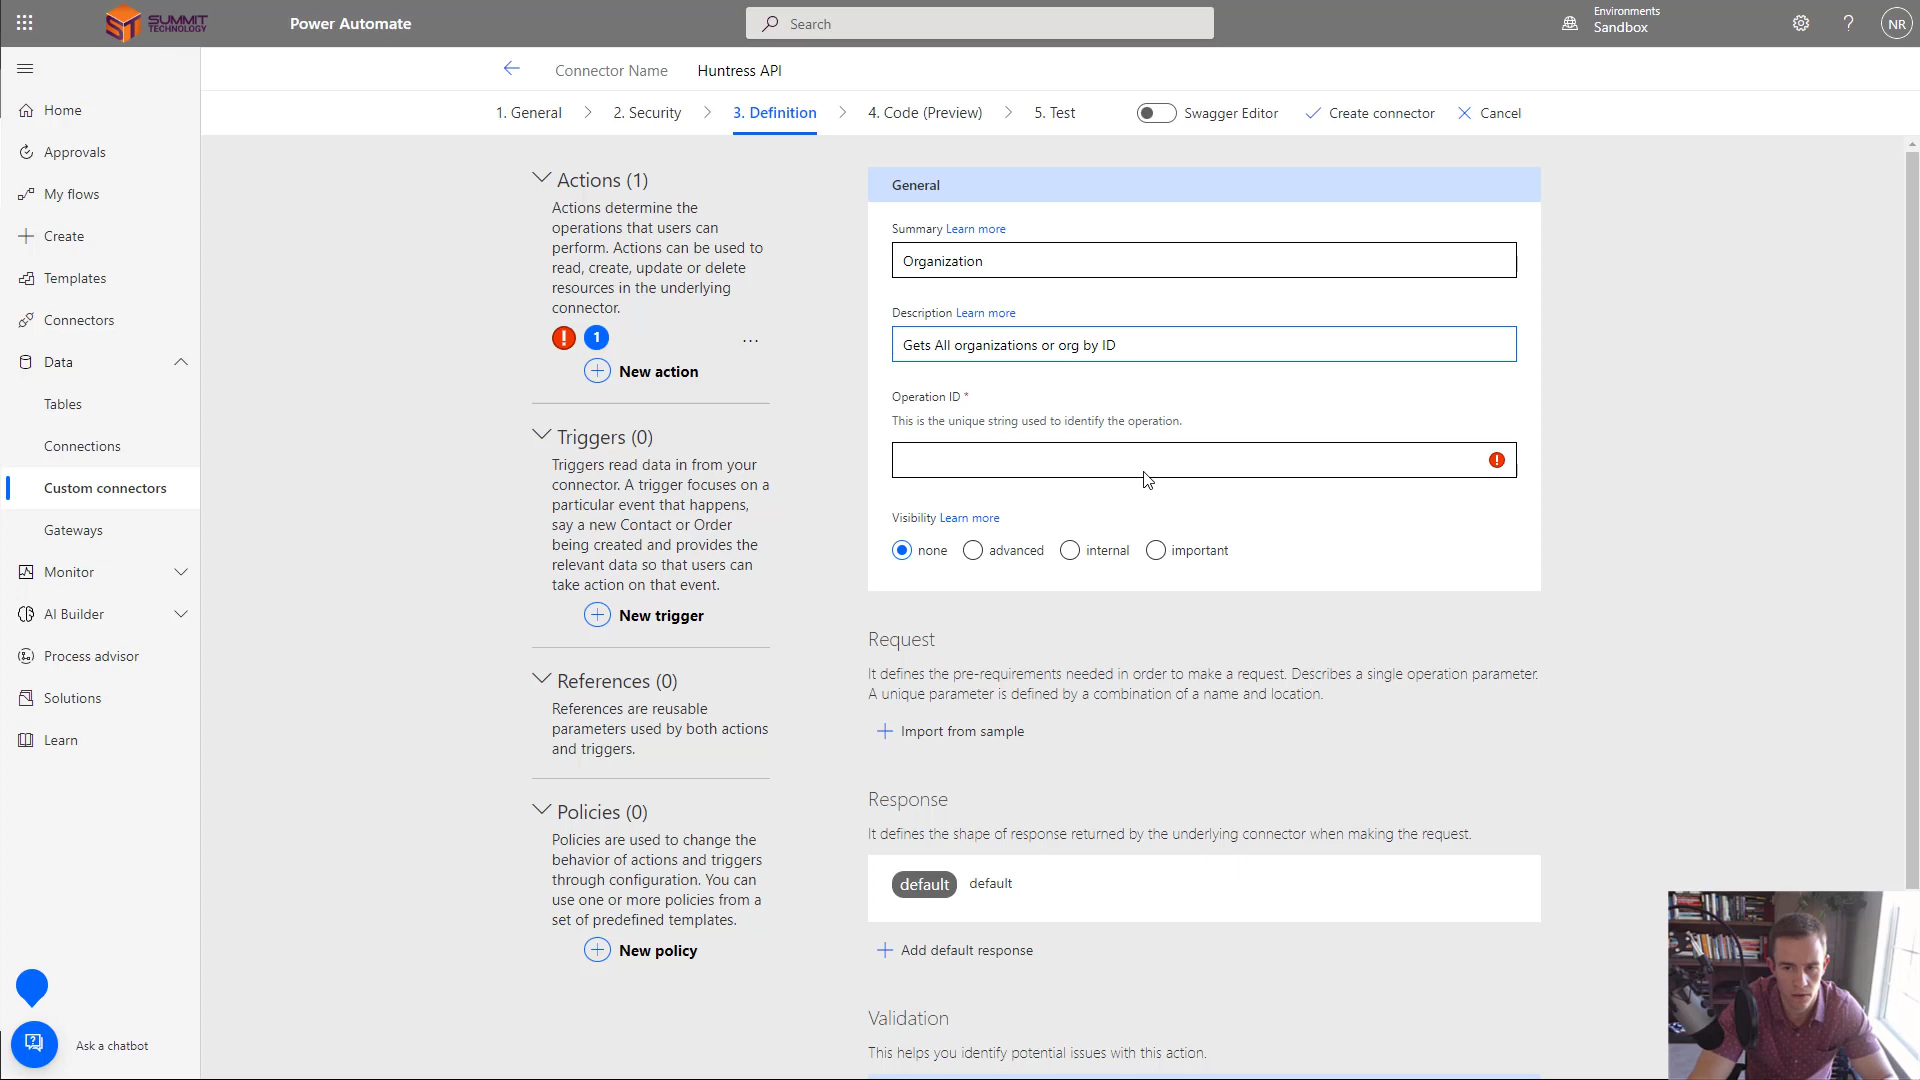 SUMMIT
TECHNOLOGY
Power Automate
Search
Environments
Sandbox
?
NR
Connector Name
Huntress API
1. General
2. Security
3. Definition
4. Code (Preview)
5. Test
Swagger Editor
Create connector
Cancel
Home
Approvals
My flows
Create
Templates
Connectors
Data
Tables
Connections
Custom connectors
Gateways
Monitor
AI Builder
Process advisor
Solutions
Learn
Ask a chatbot
Actions (1)
Actions determine the
operations that users can
perform. Actions can be used to
read, create, update or delete
resources in the underlying
connector.
! 1 ...
New action
Triggers (0)
Triggers read data in from your
connector. A trigger focuses on a
particular event that happens,
say a new Contact or Order
being created and provides the
relevant data so that users can
take action on that event.
New trigger
References (0)
References are reusable
parameters used by both actions
and triggers.
Policies (0)
Policies are used to change the
behavior of actions and triggers
through configuration. You can
use one or more policies from a
set of predefined templates.
New policy
General
Summary Learn more
Organization
Description Learn more
Gets All organizations or org by ID
Operation ID *
This is the unique string used to identify the operation.
!
Visibility Learn more
none advanced internal important
Request
It defines the pre-requirements needed in order to make a request. Describes a single operation parameter.
A unique parameter is defined by a combination of a name and location.
Import from sample
Response
It defines the shape of response returned by the underlying connector when making the request.
default default
Add default response
Validation
This helps you identify potential issues with this action.